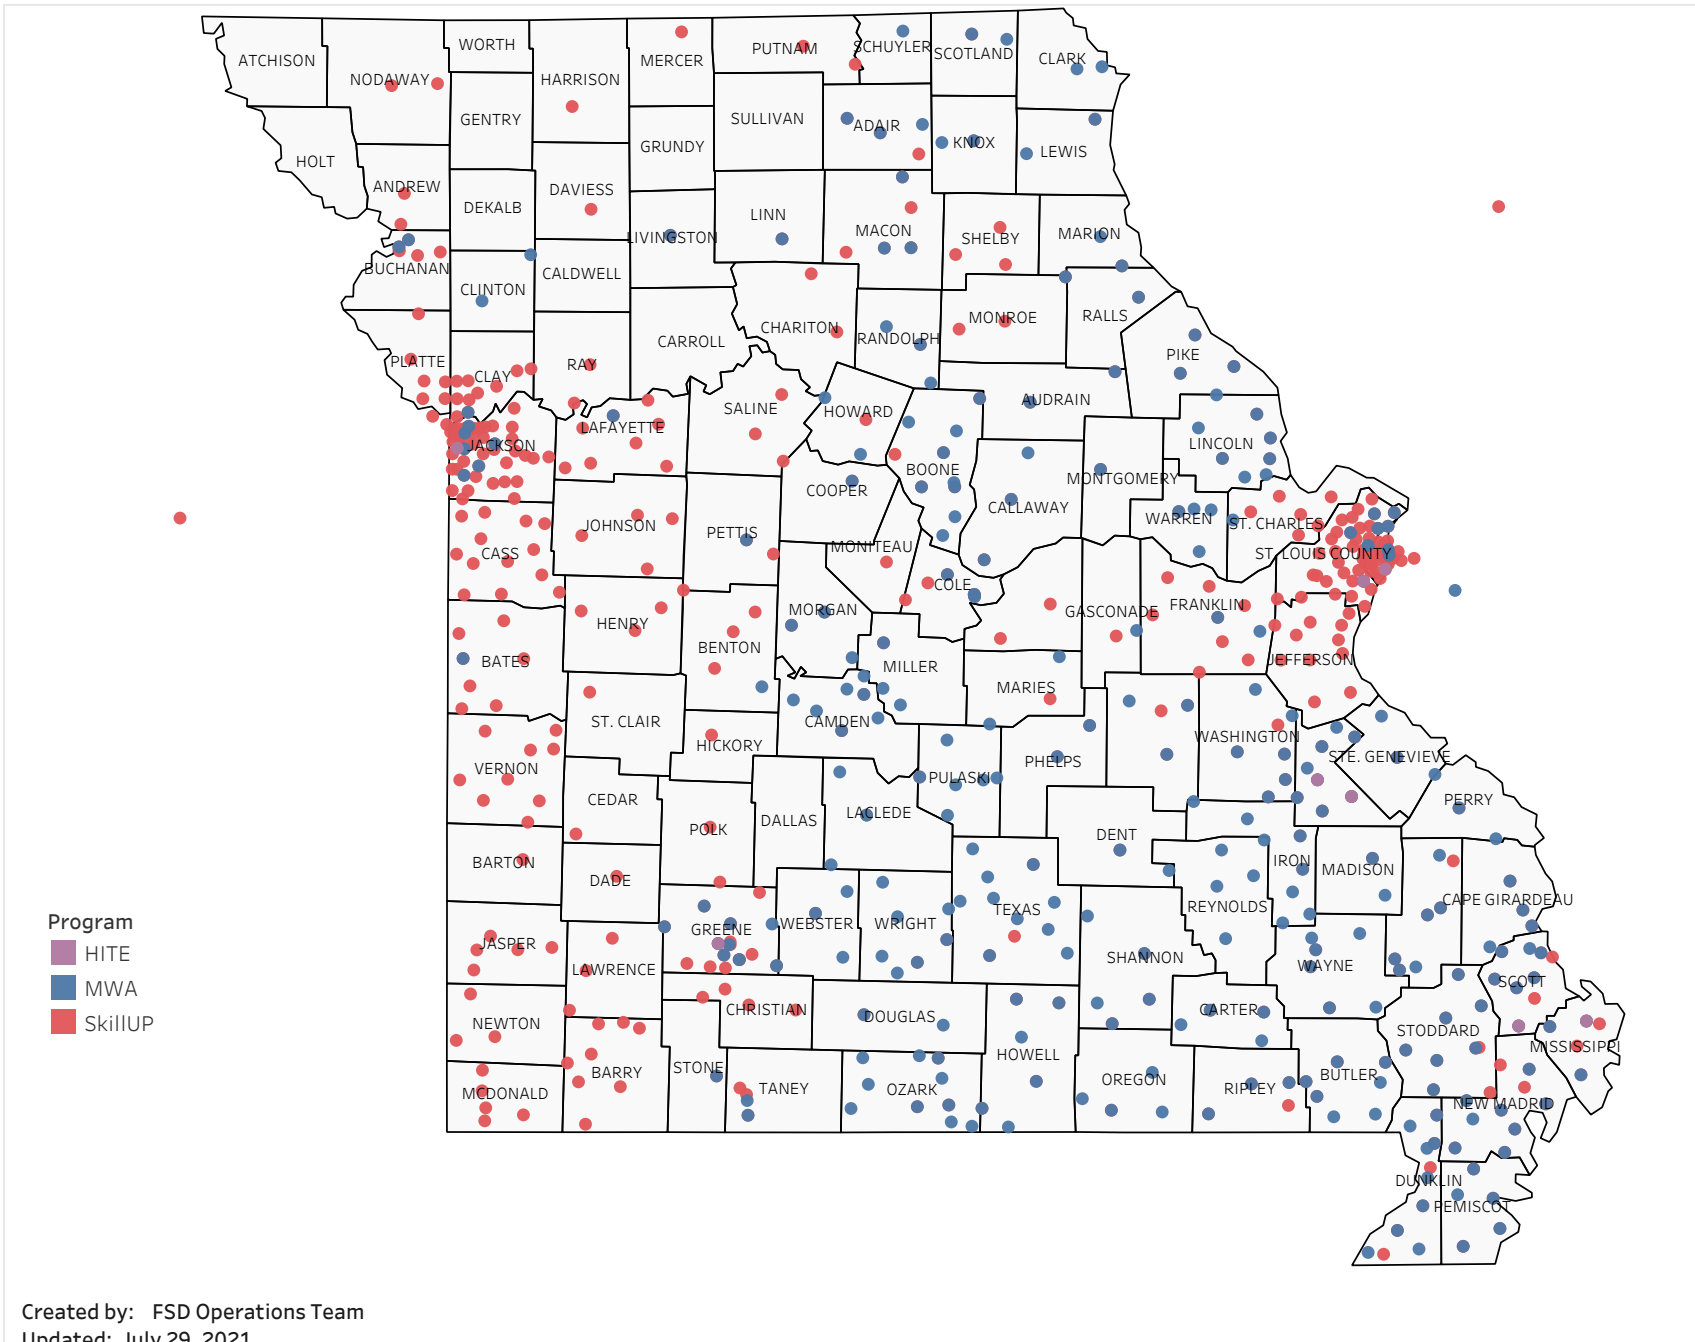 WORTH
ATCHISON
NODAWAY
HARRISON
MERCER
PUTNAM
SCHUYLER
SCOTLAND
CLARK
GENTRY
SULLIVAN
ADAIR
KNOX
LEWIS
HOLT
GRUNDY
ANDREW
DAVIESS
DEKALB
LINN
MACON
SHELBY
MARION
LIVINGSTON
BUCHANAN
CLINTON
CALDWELL
CHARITON
RANDOLPH
MONROE
RALLS
PLATTE
CLAY
RAY
CARROLL
PIKE
SALINE
HOWARD
AUDRAIN
LAFAYETTE
JACKSON
LINCOLN
BOONE
COOPER
CALLAWAY
MONTGOMERY
WARREN
ST. CHARLES
JOHNSON
PETTIS
MONITEAU
CASS
ST. LOUIS COUNTY
COLE
MORGAN
GASCONADE
FRANKLIN
HENRY
BENTON
BATES
MILLER
JEFFERSON
MARIES
ST. CLAIR
CAMDEN
HICKORY
WASHINGTON
STE. GENEVIEVE
VERNON
PULASKI
PHELPS
CEDAR
DALLAS
LACLEDE
PERRY
POLK
DENT
BARTON
DADE
IRON
MADISON
CAPE GIRARDEAU
GREENE
WEBSTER
WRIGHT
TEXAS
REYNOLDS
JASPER
LAWRENCE
SHANNON
WAYNE
SCOTT
NEWTON
CHRISTIAN
DOUGLAS
CARTER
STODDARD
MISSISSIPPI
HOWELL
STONE
BARRY
TANEY
OZARK
OREGON
RIPLEY
BUTLER
MCDONALD
NEW MADRID
DUNKLIN
PEMISCOT
Program
HITE
MWA
SkillUP
Created by: FSD Operations Team
Updated: July 29, 2021